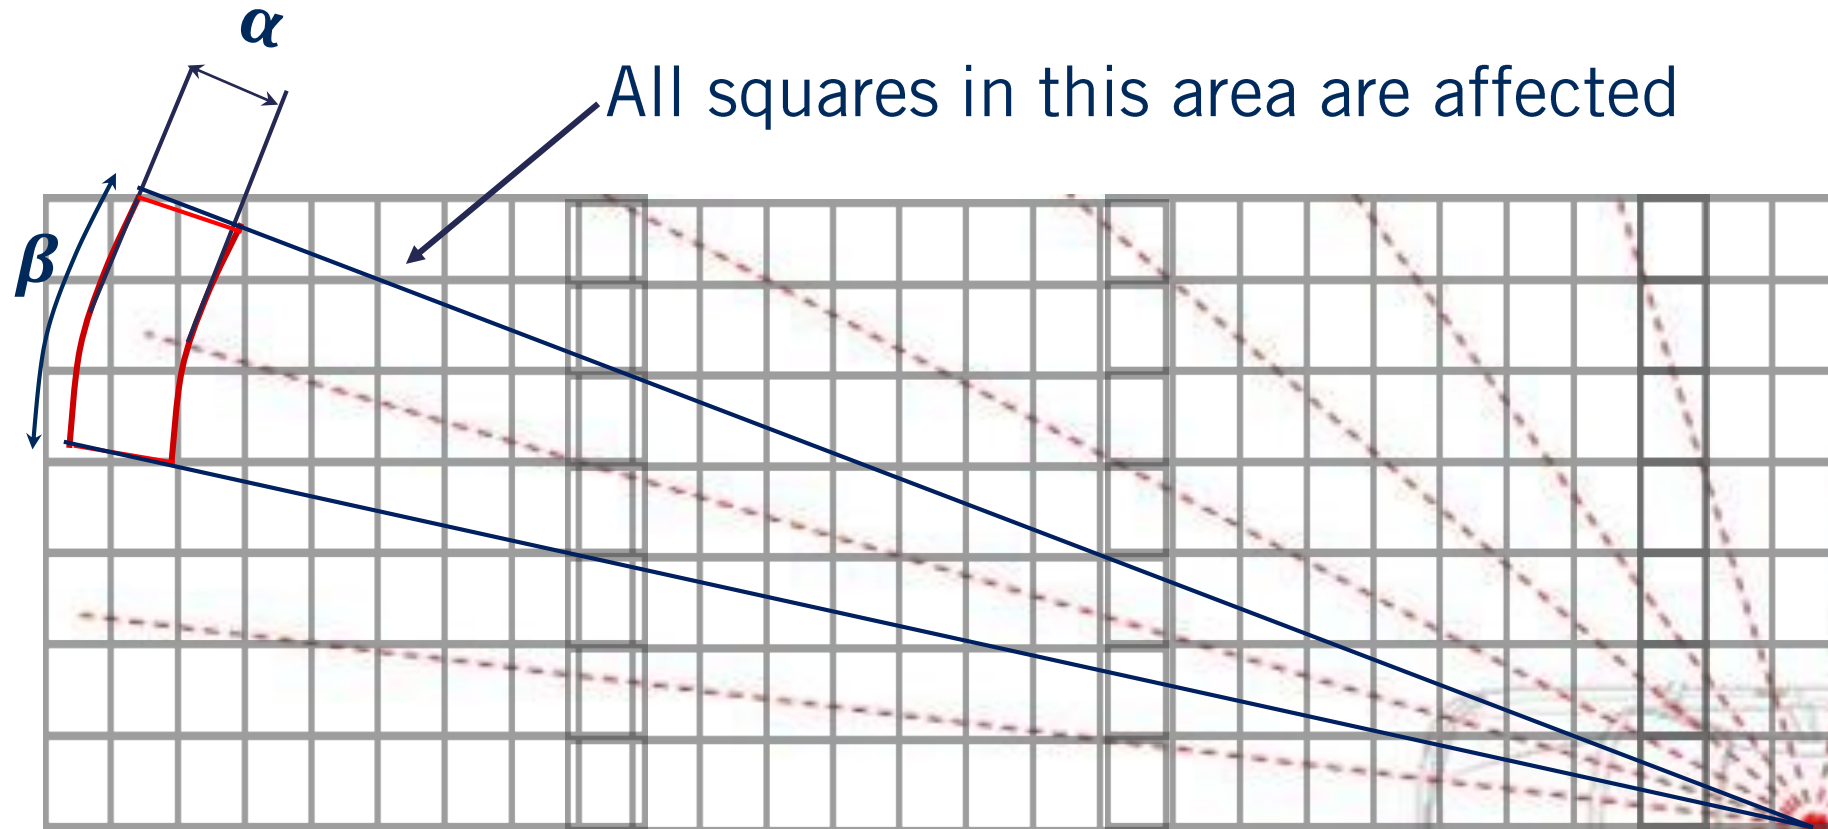 α
All squares in this area are affected
β